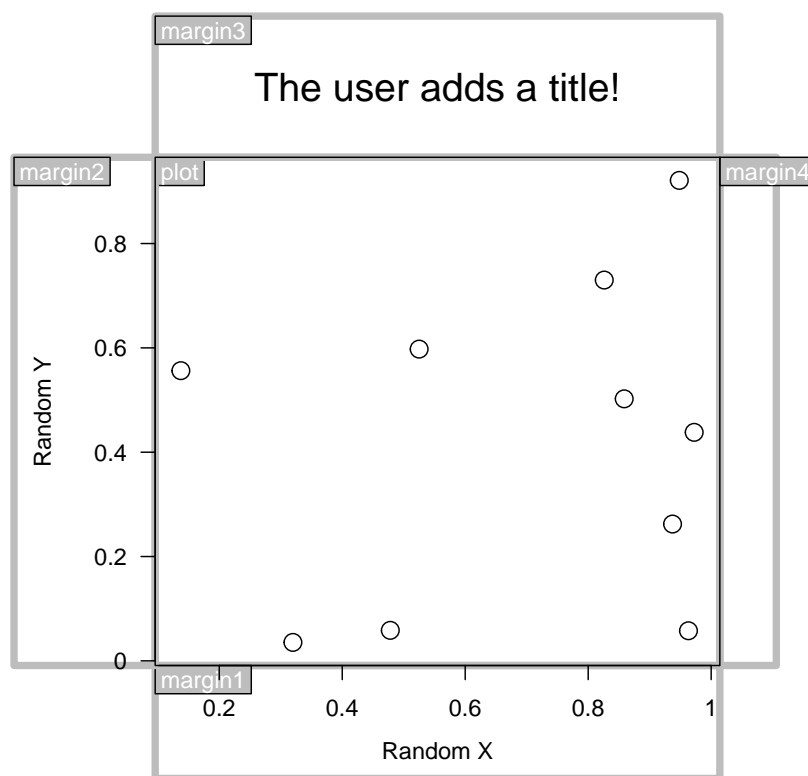 margin3
The user adds a title!
margin2
plot
margin4
0.8
0.6
0.4
0.2
0
Random Y
margin1
0.2 0.4 0.6 0.8 1
Random X